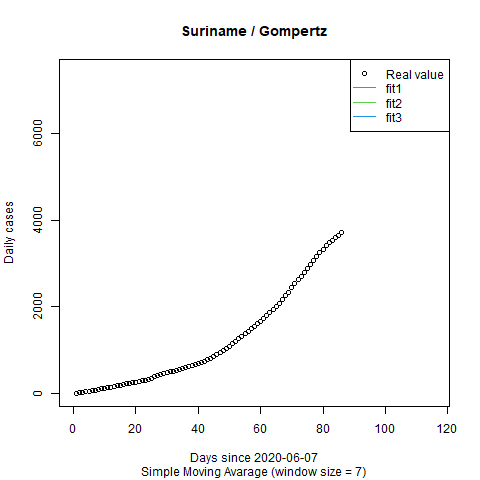 Suriname / Gompertz
Real value
fit1
fit2
fit3
Daily cases
6000
4000
2000
0
0 20 40 60 80 100 120
Days since 2020-06-07
Simple Moving Avarage (window size = 7)